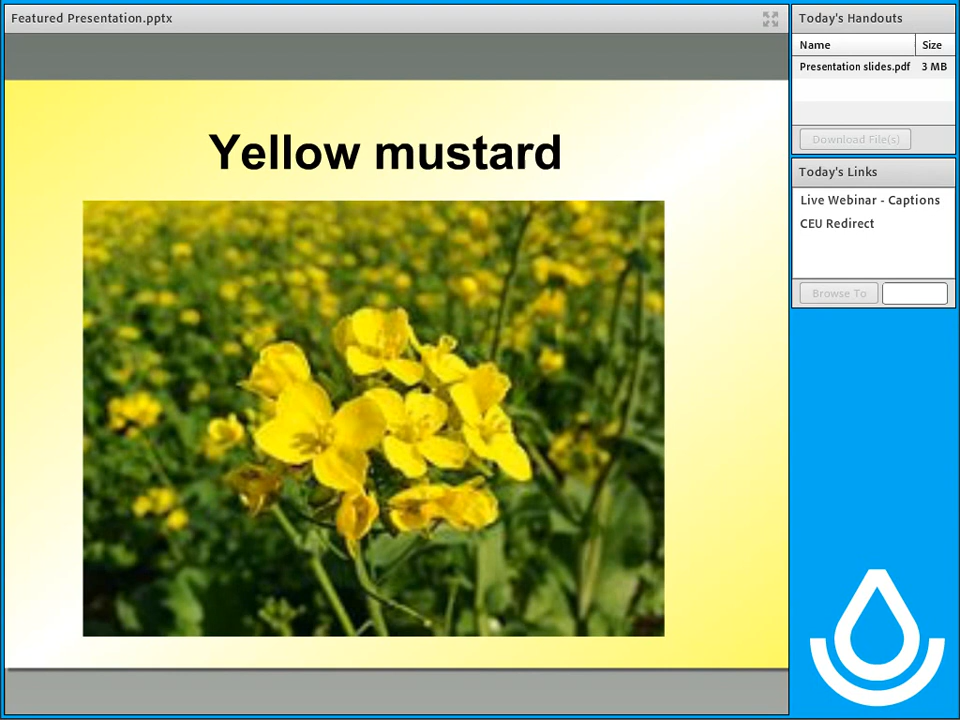 Featured Presentation.pptx
Yellow mustard
Today's Handouts
Name Size
Presentation slides.pdf 3 MB
Download File(s)
Today's Links
Live Webinar - Captions
CEU Redirect
Browse To